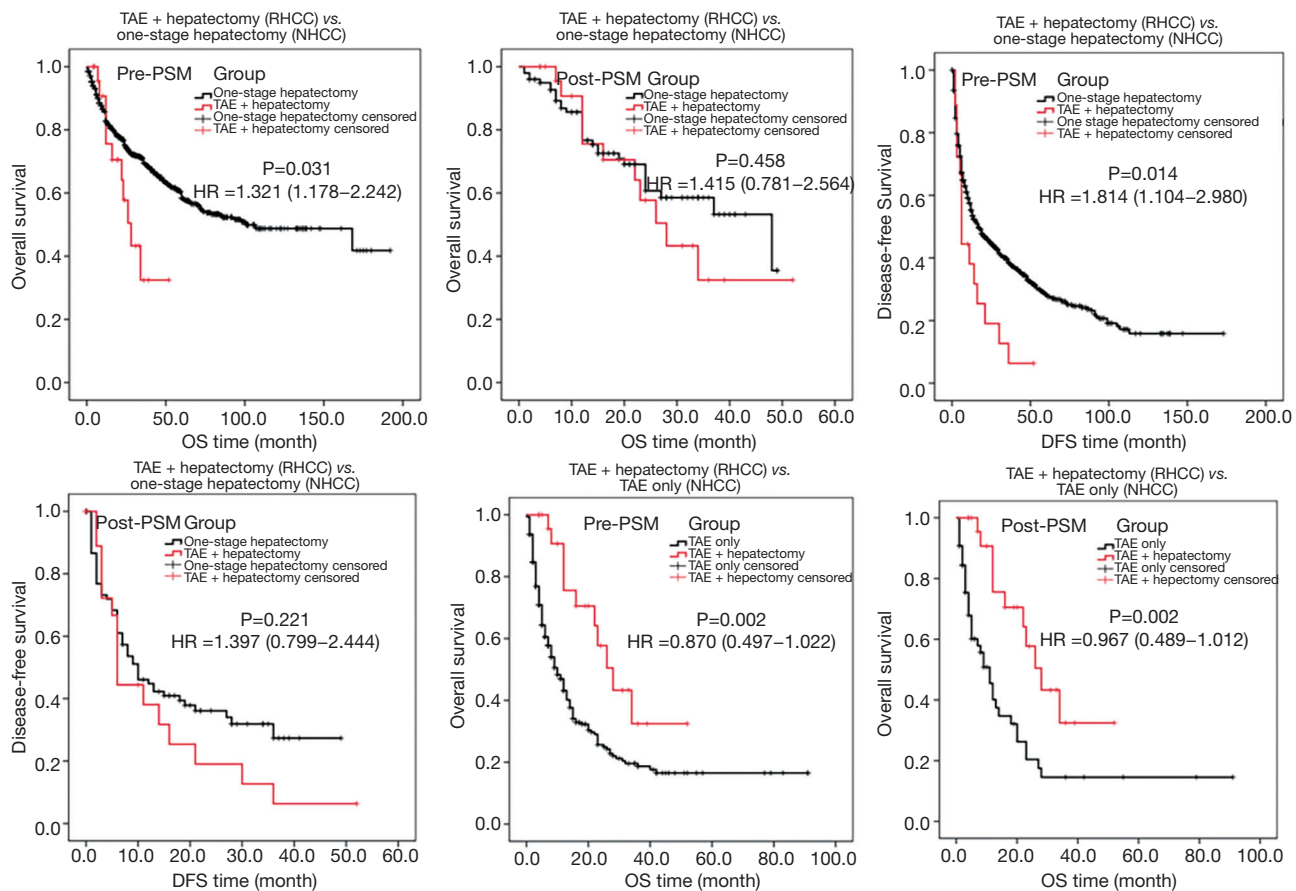 TAE + hepatectomy (RHCC) vs.
one-stage hepatectomy (NHCC)
Pre-PSM Group
One-stage hepatectomy
TAE + hepatectomy
One-stage hepatectomy censored
TAE + hepatectomy censored
P=0.031
HR =1.321 (1.178−2.242)
1.0
0.8
0.6
0.4
0.2
0.0
Overall survival
0.0 50.0 100.0 150.0 200.0
OS time (month)
TAE + hepatectomy (RHCC) vs.
one-stage hepatectomy (NHCC)
Post-PSM Group
One-stage hepatectomy
TAE + hepatectomy
One-stage hepatectomy censored
TAE + hepatectomy censored
P=0.458
HR =1.415 (0.781−2.564)
1.0
0.8
0.6
0.4
0.2
0.0
Overall survival
0.0 10.0 20.0 30.0 40.0 50.0 60.0
OS time (month)
TAE + hepatectomy (RHCC) vs.
one-stage hepatectomy (NHCC)
Pre-PSM Group
One-stage hepatectomy
TAE + hepatectomy
One-stage hepatectomy censored
TAE + hepatectomy censored
P=0.014
HR =1.814 (1.104−2.980)
1.0
0.8
0.6
0.4
0.2
0.0
Disease-free Survival
0.0 50.0 100.0 150.0 200.0
DFS time (month)
TAE + hepatectomy (RHCC) vs.
one-stage hepatectomy (NHCC)
Post-PSM Group
One-stage hepatectomy
TAE + hepatectomy
One-stage hepatectomy censored
TAE + hepatectomy censored
P=0.221
HR =1.397 (0.799−2.444)
1.0
0.8
0.6
0.4
0.2
0.0
Disease-free survival
0.0 10.0 20.0 30.0 40.0 50.0 60.0
DFS time (month)
TAE + hepatectomy (RHCC) vs.
TAE only (NHCC)
Pre-PSM Group
TAE only
TAE + hepatectomy
TAE only censored
TAE + hepectomy censored
P=0.002
HR =0.870 (0.497−1.022)
1.0
0.8
0.6
0.4
0.2
0.0
Overall survival
0.0 20.0 40.0 60.0 80.0 100.0
OS time (month)
TAE + hepatectomy (RHCC) vs.
TAE only (NHCC)
Post-PSM Group
TAE only
TAE + hepatectomy
TAE only censored
TAE + hepectomy censored
P=0.002
HR =0.967 (0.489−1.012)
1.0
0.8
0.6
0.4
0.2
0.0
Overall survival
0.0 20.0 40.0 60.0 80.0 100.0
OS time (month)